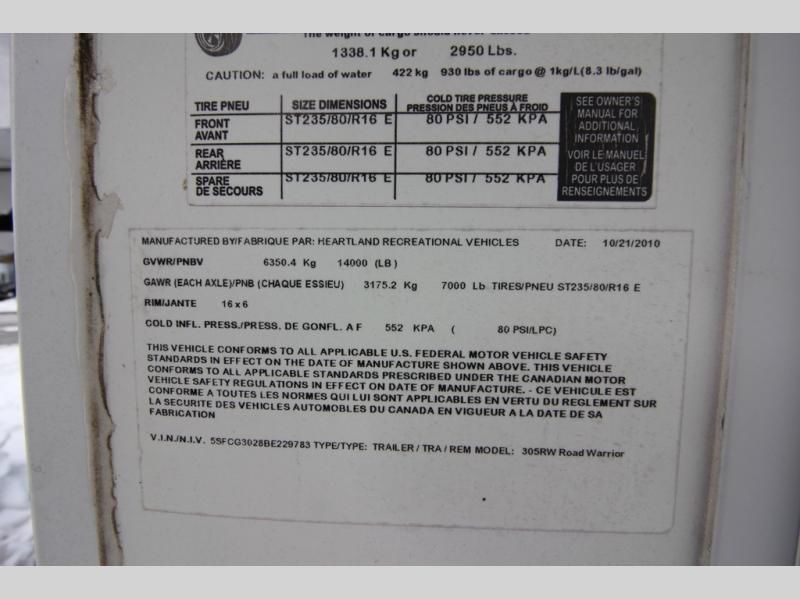 The weight of cargo should never exceed
1338.1 Kg or 2950 Lbs.
CAUTION: a full load of water 422 kg 930 lbs of cargo @ 1kg/L(8.3 lb/gal)
TIRE PNEU SIZE DIMENSIONS COLD TIRE PRESSURE
PRESSION DES PNEUS À FROID
FRONT ST235/80/R16 E 80 PSI / 552 KPA
AVANT
REAR ST235/80/R16 E 80 PSI / 552 KPA
ARRIÈRE
SPARE ST235/80/R16 E 80 PSI / 552 KPA
DE SECOURS
SEE OWNER'S
MANUAL FOR
ADDITIONAL
INFORMATION
VOIR LE MANUEL
DE L'USAGER
POUR PLUS DE
RENSEIGNEMENTS
MANUFACTURED BY/FABRIQUE PAR: HEARTLAND RECREATIONAL VEHICLES DATE: 10/21/2010
GVWR/PNBV 6350.4 Kg 14000 (LB)
GAWR (EACH AXLE)/PNB (CHAQUE ESSIEU) 3175.2 Kg 7000 Lb TIRES/PNEU ST235/80/R16 E
RIM/JANTE 16 x 6
COLD INFL. PRESS./PRESS. DE GONFL. A F 552 KPA ( 80 PSI/LPC)
THIS VEHICLE CONFORMS TO ALL APPLICABLE U.S. FEDERAL MOTOR VEHICLE SAFETY
STANDARDS IN EFFECT ON THE DATE OF MANUFACTURE SHOWN ABOVE. THIS VEHICLE
CONFORMS TO ALL APPLICABLE STANDARDS PRESCRIBED UNDER THE CANADIAN MOTOR
VEHICLE SAFETY REGULATIONS IN EFFECT ON DATE OF MANUFACTURE. - CE VEHICULE EST
CONFORME A TOUTES LES NORMES QUI LUI SONT APPLICABLES EN VERTU DU REGLEMENT SUR
LA SECURITE DES VEHICLES AUTOMOBILES DU CANADA EN VIGUEUR A LA DATE DE SA
FABRICATION
V.I.N./N.I.V. 5SFCG3028BE229783 TYPE/TYPE: TRAILER / TRA / REM MODEL: 305RW Road Warrior